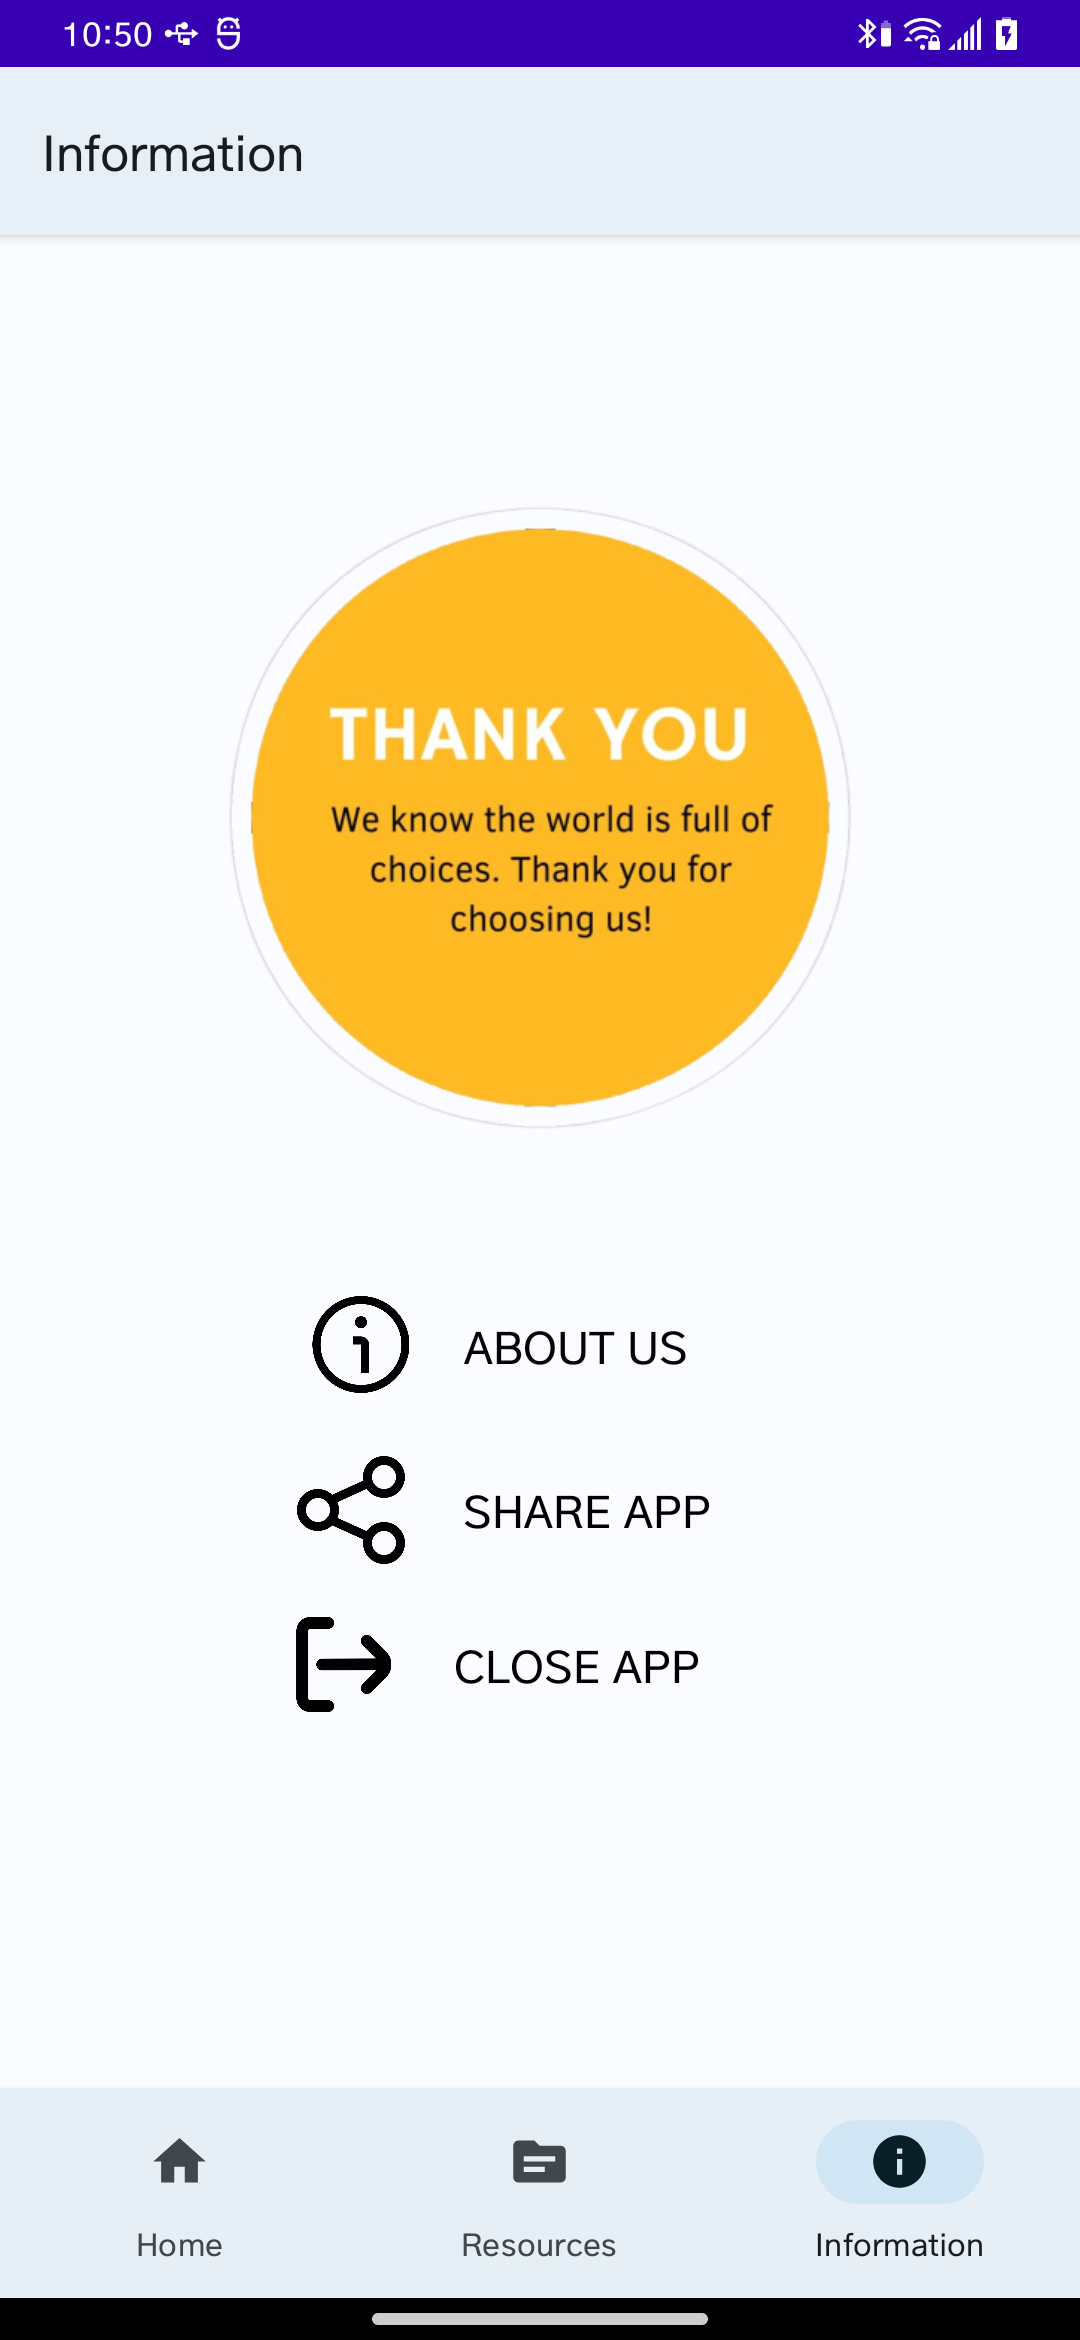 10:50
Information
THANK YOU
We know the world is full of
choices. Thank you for
choosing us!
ABOUT US
SHARE APP
CLOSE APP
Home
Resources
Information